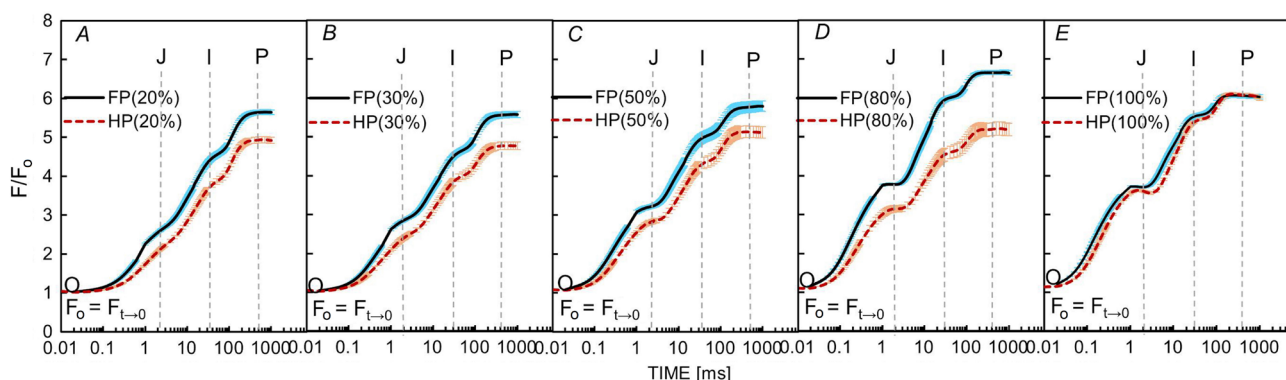 8 A B C D E
7 J I P J I P J I P J I P J I P
6 FP(20%) FP(30%) FP(50%) FP(80%) FP(100%)
HP(20%) HP(30%) HP(50%) HP(80%) HP(100%)
5
F/Fo
4
3
2
1 O O O O O
Fo = Ft→0 Fo = Ft→0 Fo = Ft→0 Fo = Ft→0 Fo = Ft→0
0
0.01 0.1 1 10 100 1000 0.01 0.1 1 10 100 1000 0.01 0.1 1 10 100 1000 0.01 0.1 1 10 100 1000 0.01 0.1 1 10 100 1000
TIME [ms]